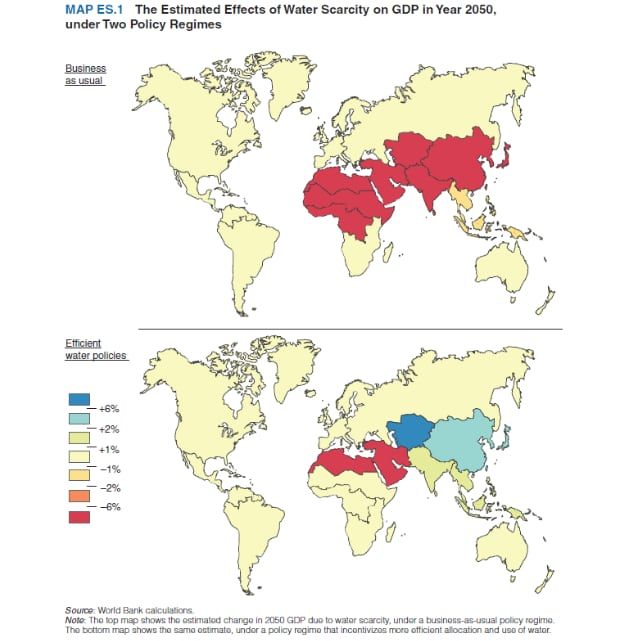 MAP ES.1 The Estimated Effects of Water Scarcity on GDP in Year 2050,
under Two Policy Regimes
Business
as usual
Efficient
water policies
+6%
+2%
+1%
−1%
−2%
−6%
Source: World Bank calculations.
Note: The top map shows the estimated change in 2050 GDP due to water scarcity, under a business-as-usual policy regime.
The bottom map shows the same estimate, under a policy regime that incentivizes more efficient allocation and use of water.